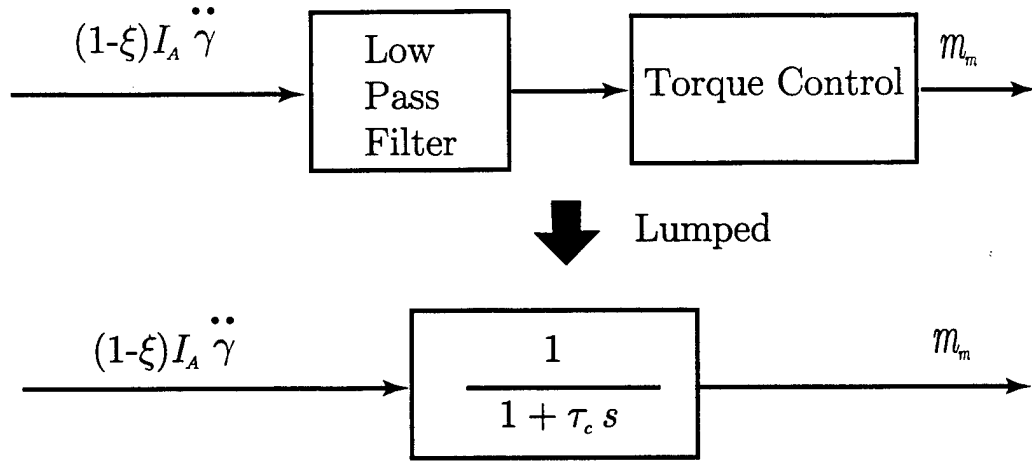 (1-ξ)I_A γ̈
Low
Pass
Filter
Torque Control
m_m
Lumped
(1-ξ)I_A γ̈
1
1 + τ_c s
m_m